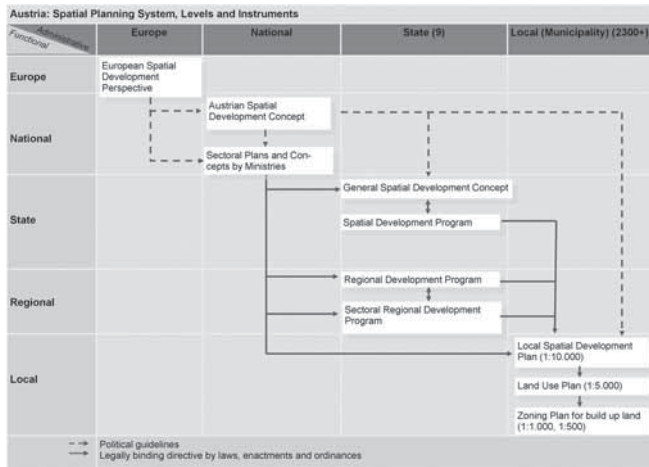 Austria: Spatial Planning System, Levels and Instruments
Administrative
Functional
Europe
National
State (9)
Local (Municipality) (2300+)
Europe
European Spatial
Development
Perspective
National
Austrian Spatial
Development Concept
Sectoral Plans and Con-
cepts by Ministries
State
General Spatial Development Concept
Spatial Development Program
Regional
Regional Development Program
Sectoral Regional Development
Program
Local
Local Spatial Development
Plan (1:10.000)
Land Use Plan (1:5.000)
Zoning Plan for build up land
(1:1.000, 1:500)
Political guidelines
Legally binding directive by laws, enactments and ordinances